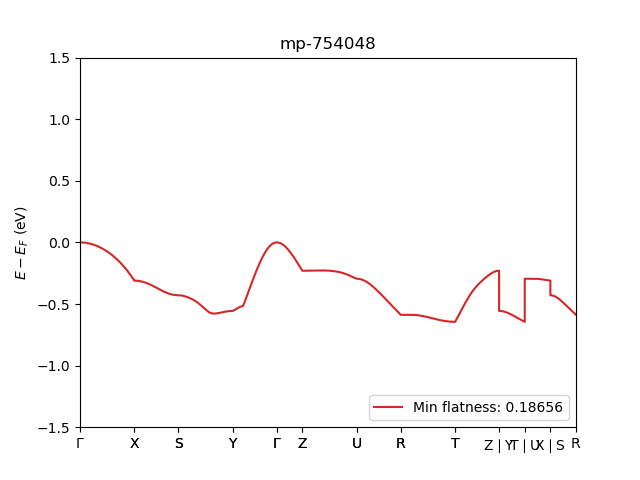 mp-754048
1.5
1.0
0.5
0.0
−0.5
−1.0
−1.5
E − E_F (eV)
Min flatness: 0.18656
Γ X S Y Γ Z U R T Z | Y T | U X | S R